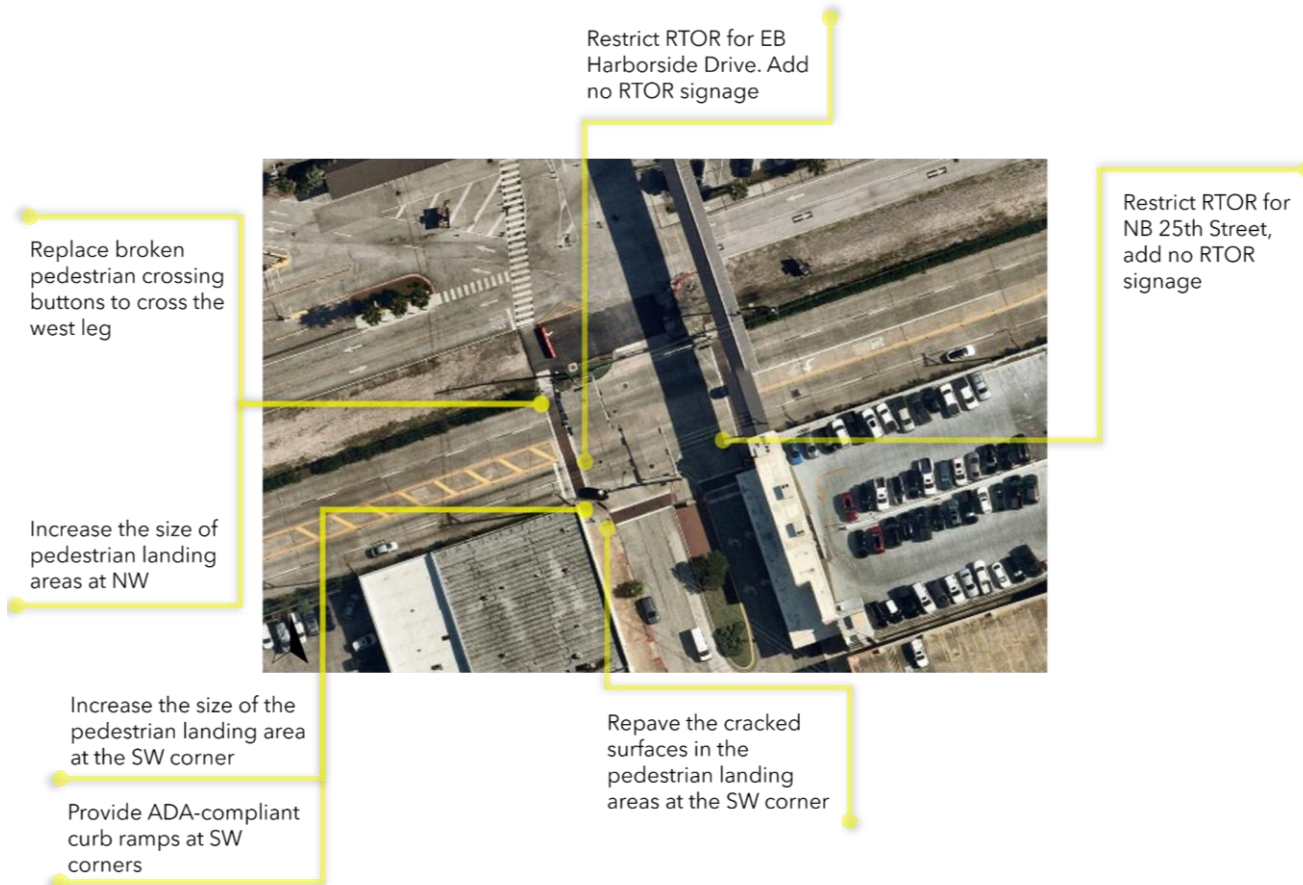 Restrict RTOR for EB
Harborside Drive. Add
no RTOR signage
Restrict RTOR for
NB 25th Street,
add no RTOR
signage
Replace broken
pedestrian crossing
buttons to cross the
west leg
Increase the size of
pedestrian landing
areas at NW
Increase the size of the
pedestrian landing area
at the SW corner
Provide ADA-compliant
curb ramps at SW
corners
Repave the cracked
surfaces in the
pedestrian landing
areas at the SW corner